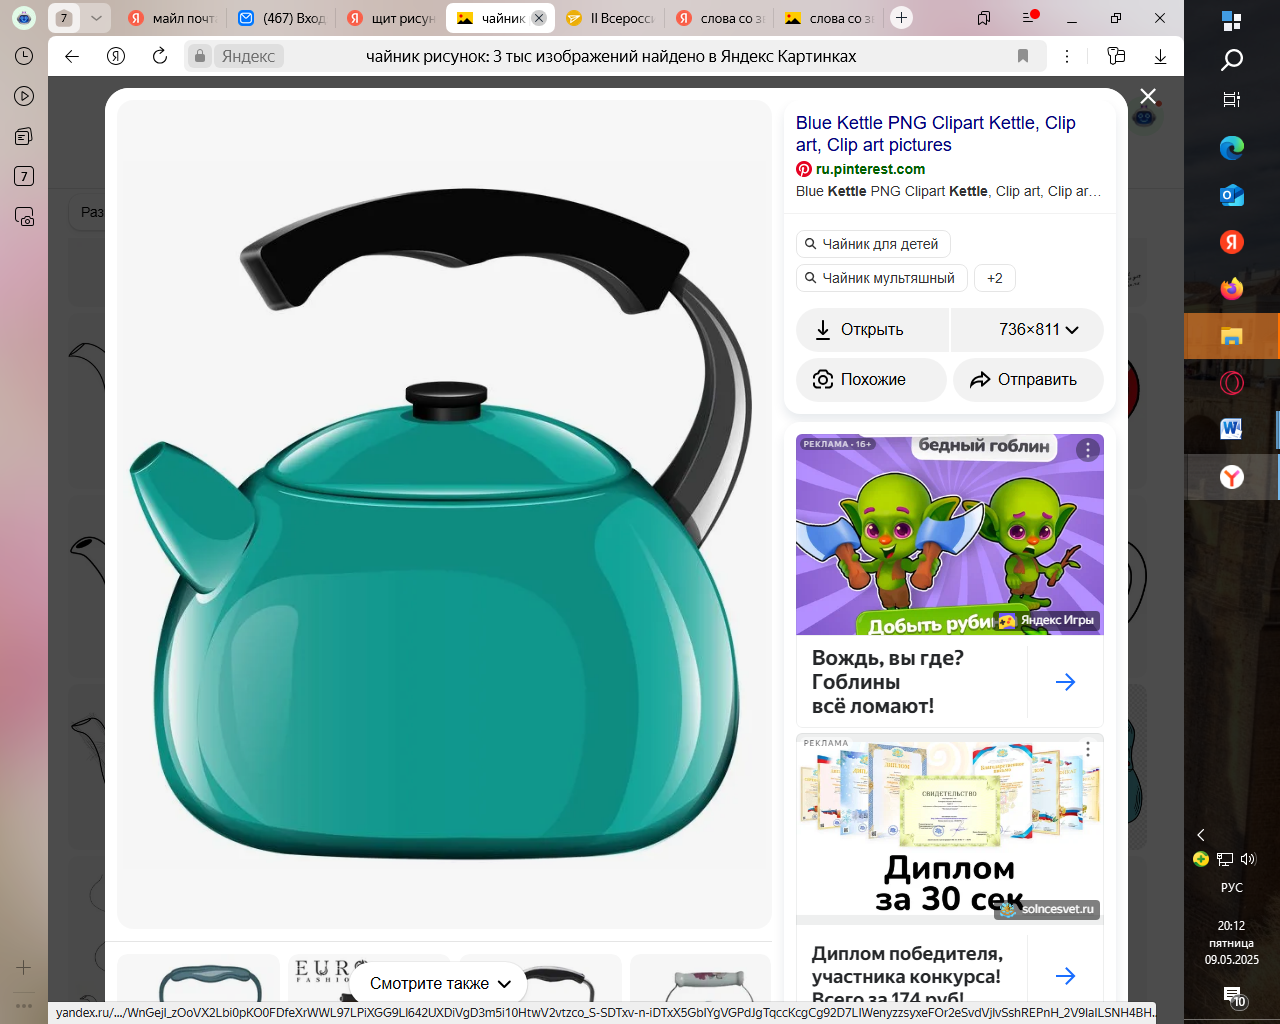 7
майл почт
(467) Вход
щит рисун
чайник
II Всеросс
слова со з
слова со з
Яндекс
чайник рисунок: 3 тыс изображений найдено в Яндекс Картинках
7
Раз
Blue Kettle PNG Clipart Kettle, Clip
art, Clip art pictures
ru.pinterest.com
Blue Kettle PNG Clipart Kettle, Clip art, Clip ar...
Чайник для детей
Чайник мультяшный
+2
Открыть
736×811
Похожие
Отправить
РЕКЛАМА • 16+
бедный гоблин
Добыть руби
Яндекс Игры
Вождь, вы где?
Гоблины
всё ломают!
РЕКЛАМА
СВИДЕТЕЛЬСТВО
Диплом
за 30 сек
solncesvet.ru
Диплом победителя,
участника конкурса!
Всего за 174 руб!
EURO
FASHION
Смотрите также
yandex.ru/.../WnGejI_zOoVX2Lbi0pKO0FDfeXrWWL97LPiXGG9LI642UXDiVgD3m5i10HtwV2vtzco_S-SDTxv-n-iDTxX5GbIYgVGPdJgTqccKcgCg92D7LIWenyzzsyxeFOr2eSvdVjIvSshREPnH_2V9IaILSNH4BH...
РУС
20:12
пятница
09.05.2025
10